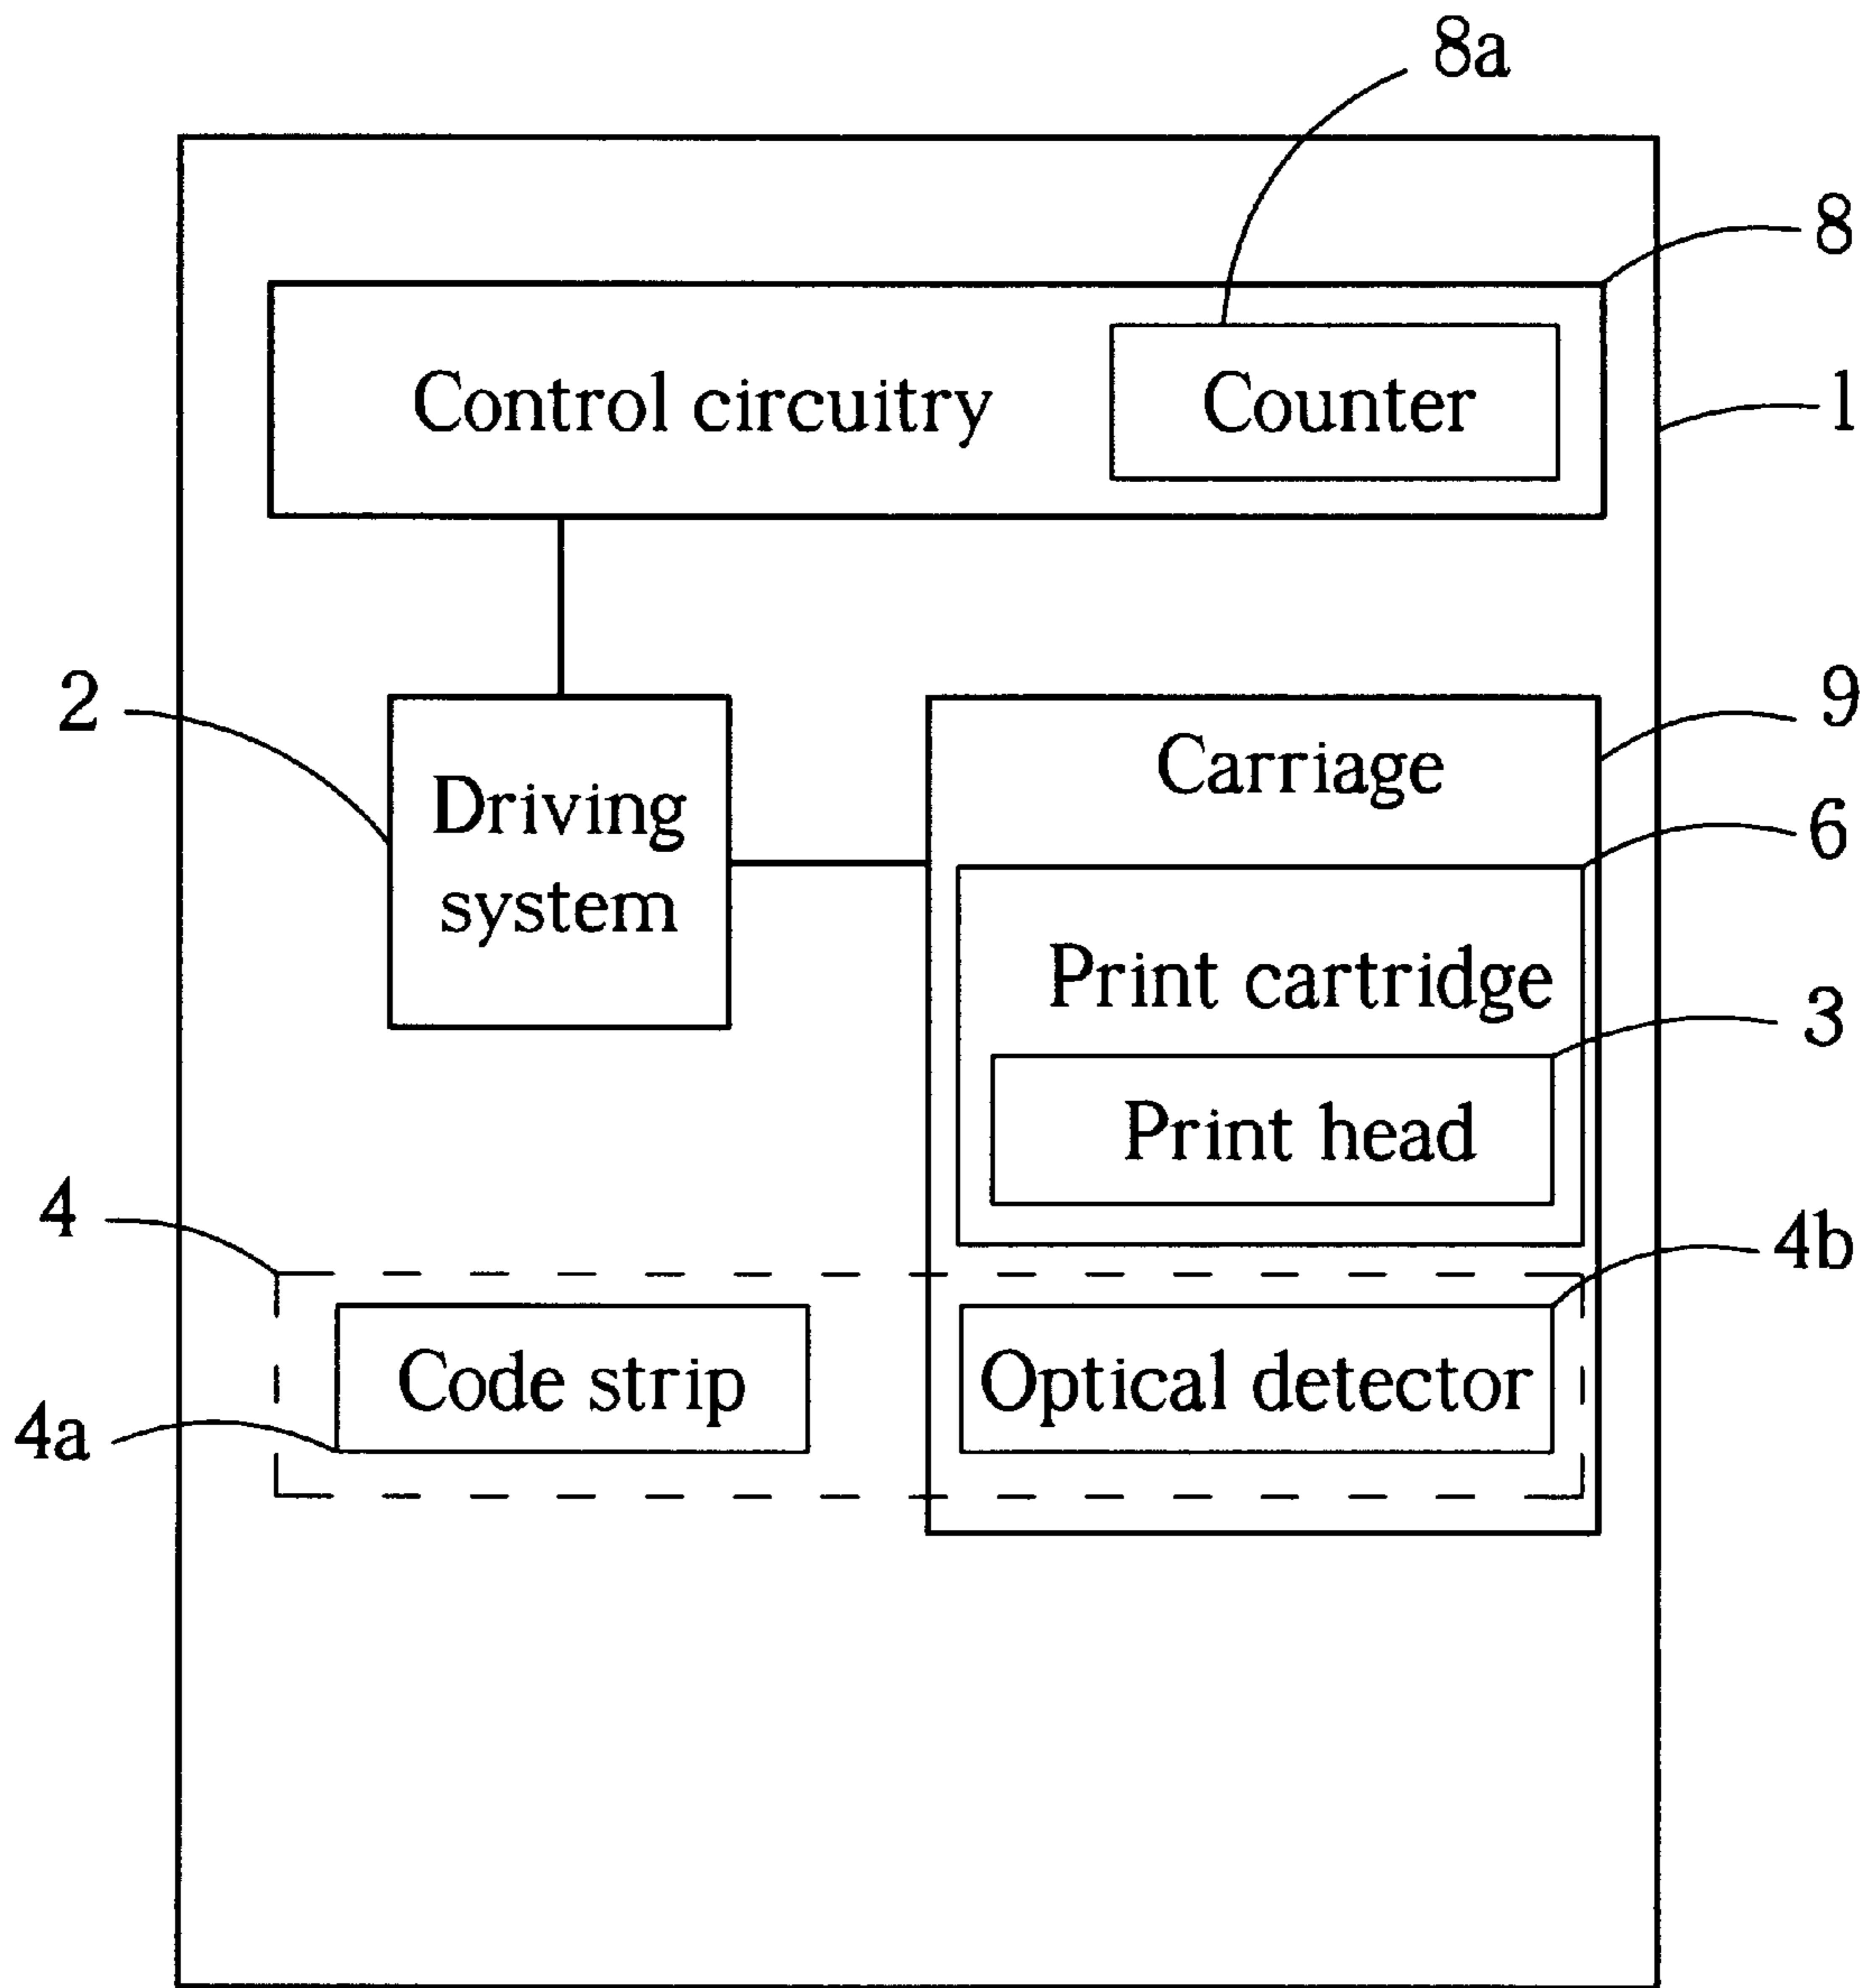 8a
8
Control circuitry
Counter
1
2
Driving
system
9
Carriage
6
Print cartridge
3
Print head
4
4b
Code strip
Optical detector
4a